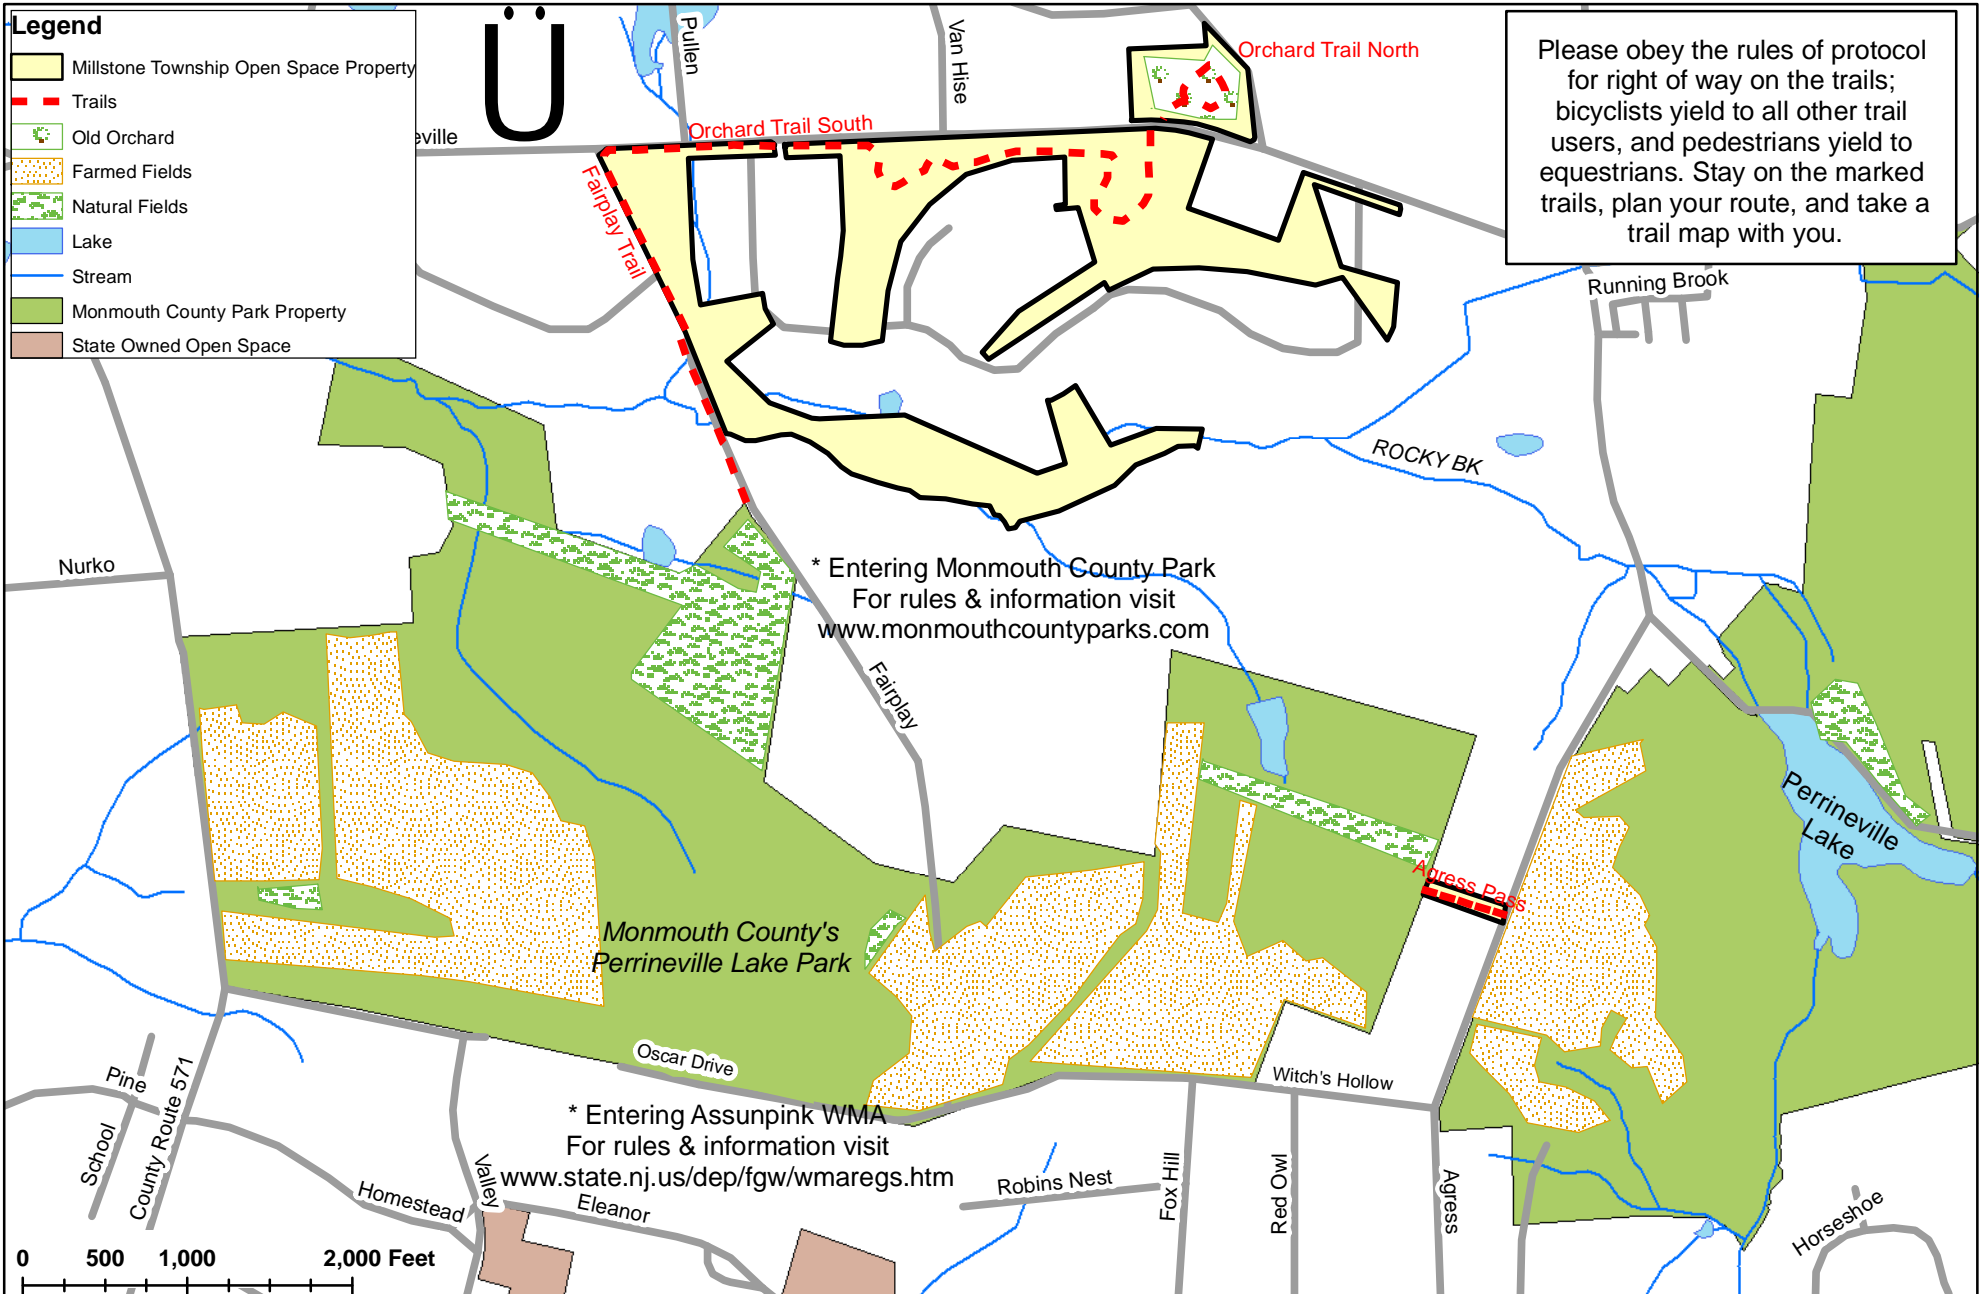 Legend
Millstone Township Open Space Property
Trails
Old Orchard
Farmed Fields
Natural Fields
Lake
Stream
Monmouth County Park Property
State Owned Open Space
Ü
Pullen
Van Hise
Orchard Trail North
Please obey the rules of protocol
for right of way on the trails;
bicyclists yield to all other trail
users, and pedestrians yield to
equestrians. Stay on the marked
trails, plan your route, and take a
trail map with you.
eville
Orchard Trail South
Fairplay Trail
Running Brook
ROCKY BK
Nurko
* Entering Monmouth County Park
For rules & information visit
www.monmouthcountyparks.com
Fairplay
Perrineville
Lake
Agress Pass
Monmouth County's
Perrineville Lake Park
Oscar Drive
Witch's Hollow
Pine
School
County Route 571
* Entering Assunpink WMA
For rules & information visit
www.state.nj.us/dep/fgw/wmaregs.htm
Valley
Homestead
Eleanor
Robins Nest
Fox Hill
Red Owl
Agress
Horseshoe
0 500 1,000 2,000 Feet